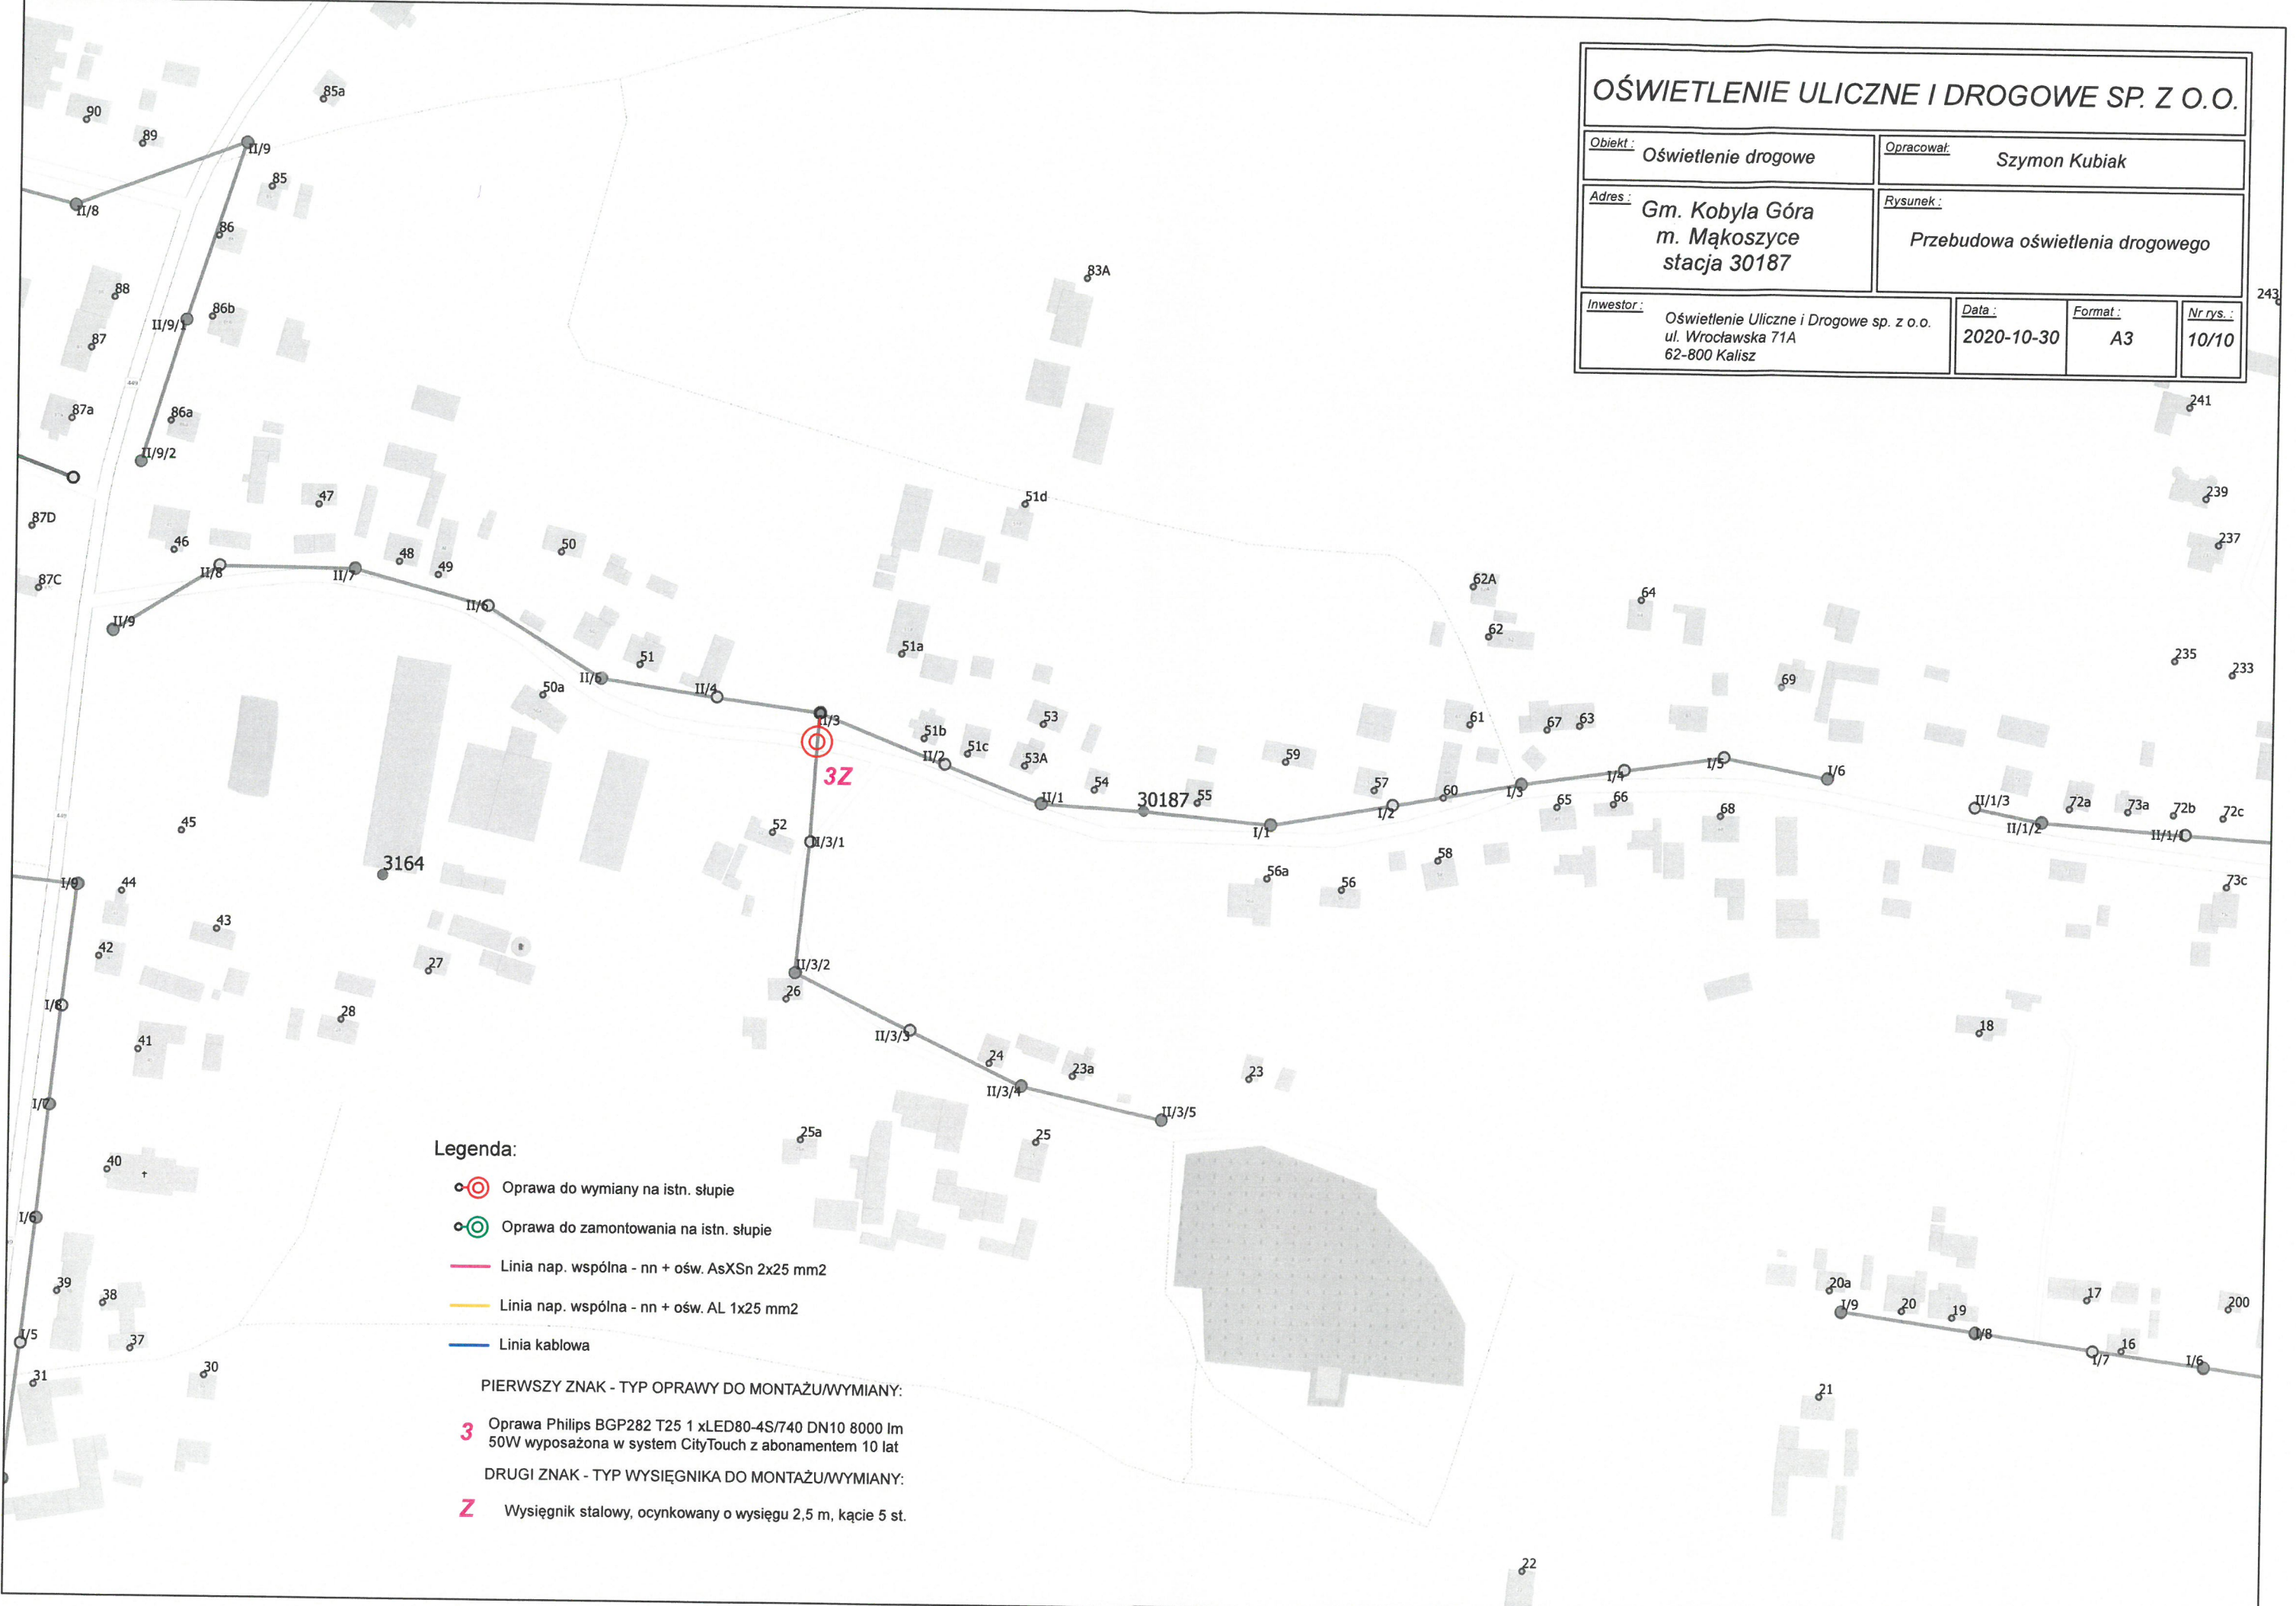 OŚWIETLENIE ULICZNE I DROGOWE SP. Z O.O.
Obiekt : Oświetlenie drogowe
Opracował: Szymon Kubiak
Adres : Gm. Kobyla Góra
m. Mąkoszyce
stacja 30187
Rysunek :
Przebudowa oświetlenia drogowego
Inwestor :
Oświetlenie Uliczne i Drogowe sp. z o.o.
ul. Wrocławska 71A
62-800 Kalisz
Data :
2020-10-30
Format :
A3
Nr rys. :
10/10
85a
90
89
II/9
85
II/8
86
83A
88
II/9/1
86b
87
243
87a
86a
241
II/9/2
47
51d
239
87D
46
48
50
237
II/8
II/7
49
87C
62A
II/6
64
II/9
62
51a
51
235
233
II/6
50a
II/4
69
II/3
53
61
67
63
51b
51c
II/2
53A
59
3Z
54
57
60
I/3
I/4
I/5
I/6
II/1
30187
55
I/2
65
66
68
I/1
II/1/3
II/1/2
72a
73a
72b
72c
II/1/1
45
52
II/3/1
58
3164
56a
56
I/9
44
73c
43
42
27
II/3/2
26
I/8
28
II/3/3
18
41
24
23a
23
II/3/4
I/7
II/3/5
25a
25
40
I/6
39
38
37
I/5
31
30
20a
I/9
20
19
17
200
I/8
I/7
16
I/6
21
22
Legenda:
Oprawa do wymiany na istn. słupie
Oprawa do zamontowania na istn. słupie
Linia nap. wspólna - nn + ośw. AsXSn 2x25 mm2
Linia nap. wspólna - nn + ośw. AL 1x25 mm2
Linia kablowa
PIERWSZY ZNAK - TYP OPRAWY DO MONTAŻU/WYMIANY:
3 Oprawa Philips BGP282 T25 1 xLED80-4S/740 DN10 8000 lm
50W wyposażona w system CityTouch z abonamentem 10 lat
DRUGI ZNAK - TYP WYSIĘGNIKA DO MONTAŻU/WYMIANY:
Z Wysięgnik stalowy, ocynkowany o wysięgu 2,5 m, kącie 5 st.